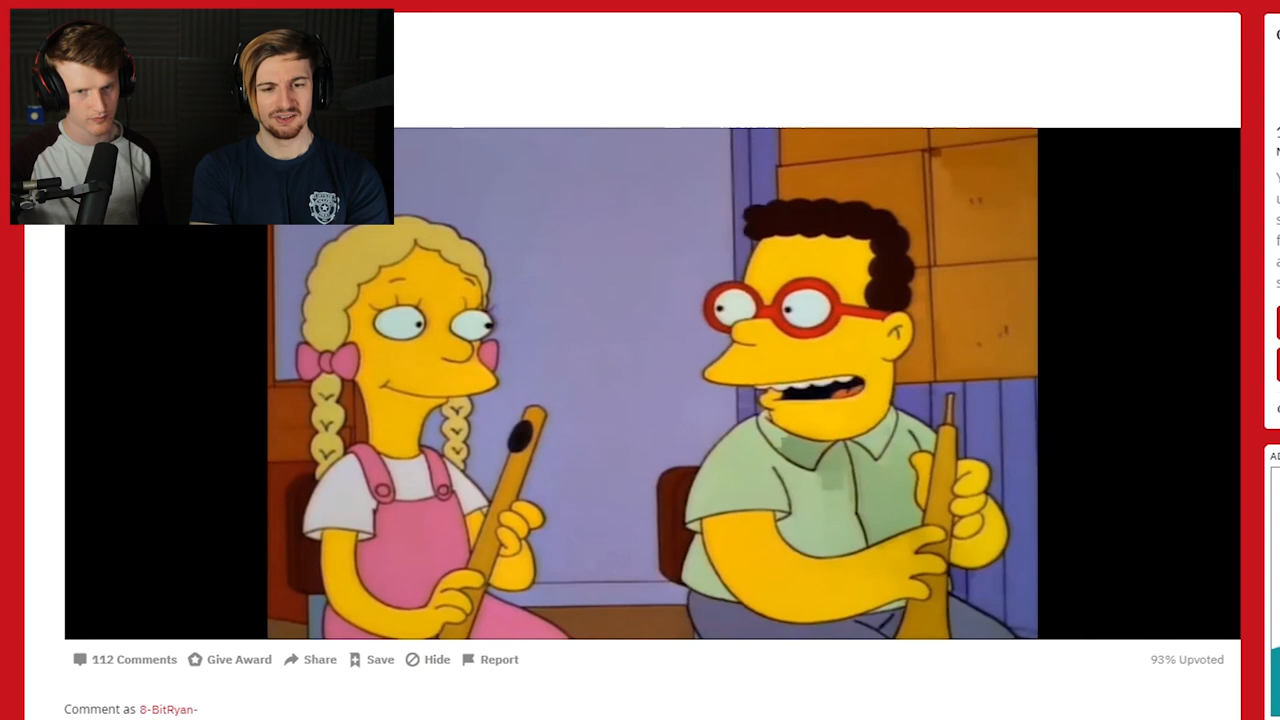 112 Comments Give Award Share Save Hide Report 93% Upvoted
Comment as 8-BitRyan-